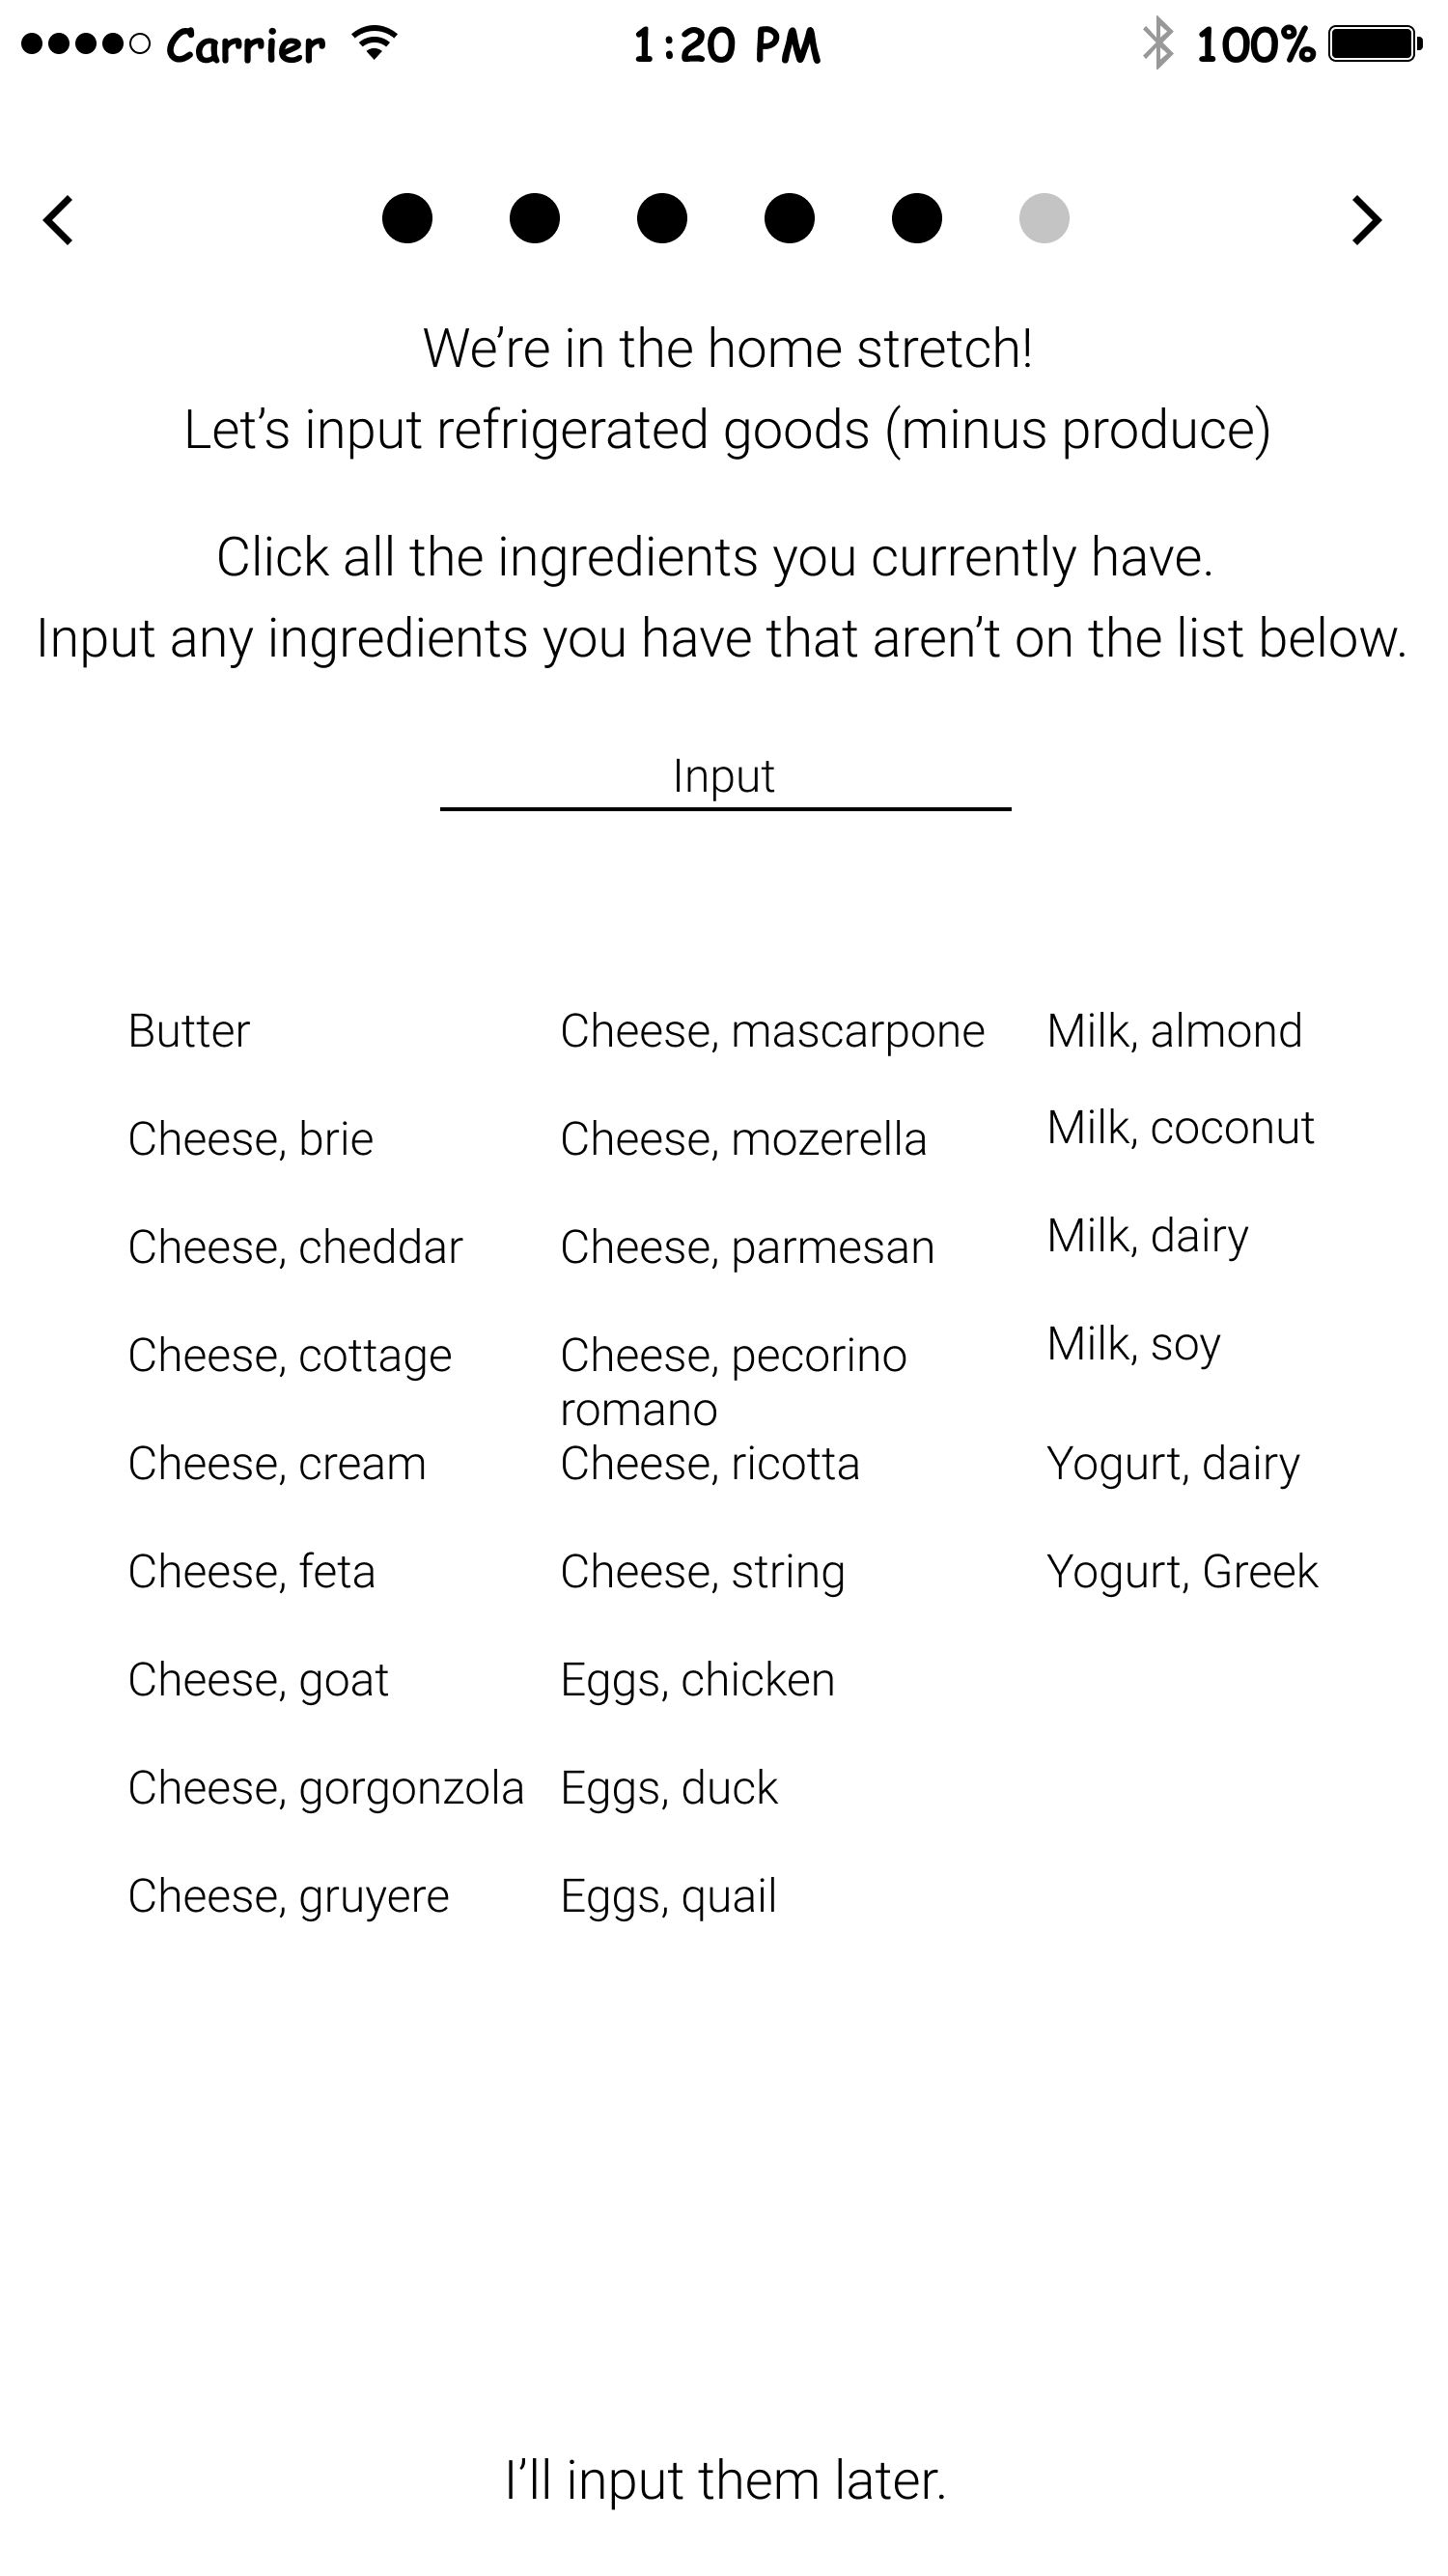 Carrier 1:20 PM 100%
We're in the home stretch!
Let's input refrigerated goods (minus produce)
Click all the ingredients you currently have.
Input any ingredients you have that aren't on the list below.
Input
Butter
Cheese, brie
Cheese, cheddar
Cheese, cottage
Cheese, cream
Cheese, feta
Cheese, goat
Cheese, gorgonzola
Cheese, gruyere
Cheese, mascarpone
Cheese, mozerella
Cheese, parmesan
Cheese, pecorino
romano
Cheese, ricotta
Cheese, string
Eggs, chicken
Eggs, duck
Eggs, quail
Milk, almond
Milk, coconut
Milk, dairy
Milk, soy
Yogurt, dairy
Yogurt, Greek
I'll input them later.